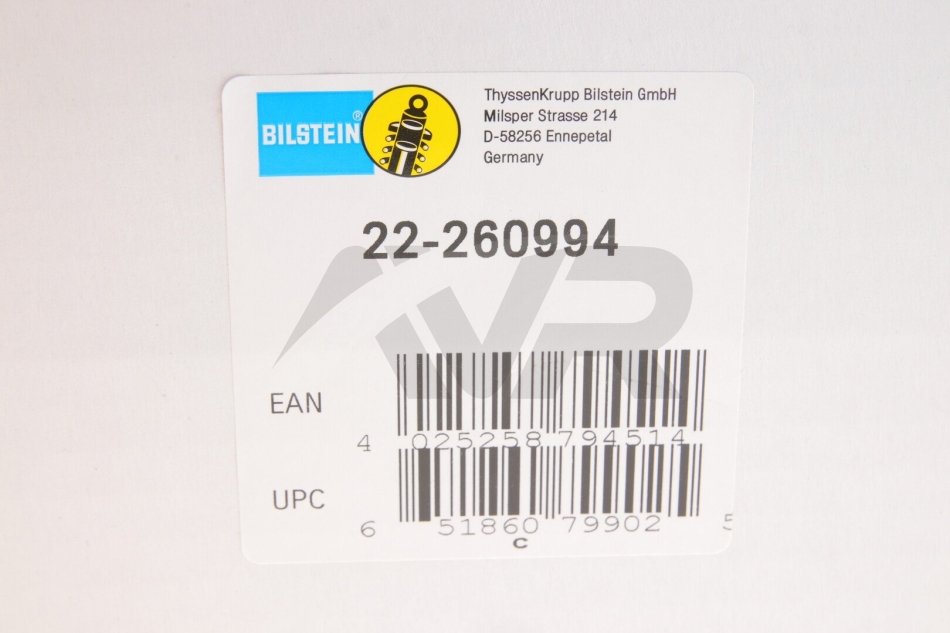 BILSTEIN®
ThyssenKrupp Bilstein GmbH
Milsper Strasse 214
D-58256 Ennepetal
Germany
22-260994
VR
EAN
4 025258 794514
UPC
6 51860 79902 5
C